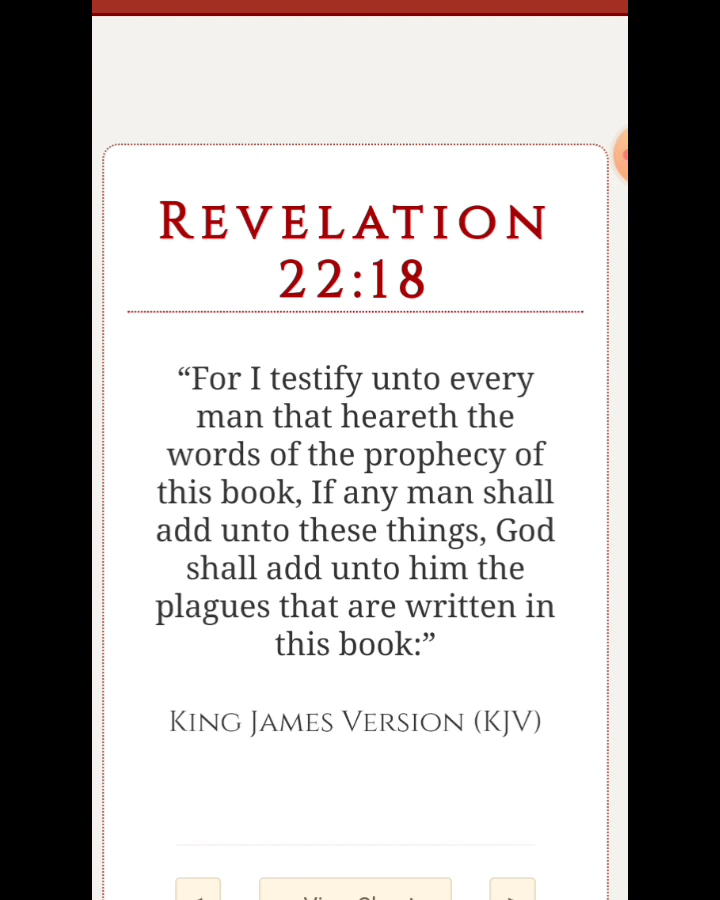 Revelation
22:18
“For I testify unto every
man that heareth the
words of the prophecy of
this book, If any man shall
add unto these things, God
shall add unto him the
plagues that are written in
this book:”
King James Version (KJV)